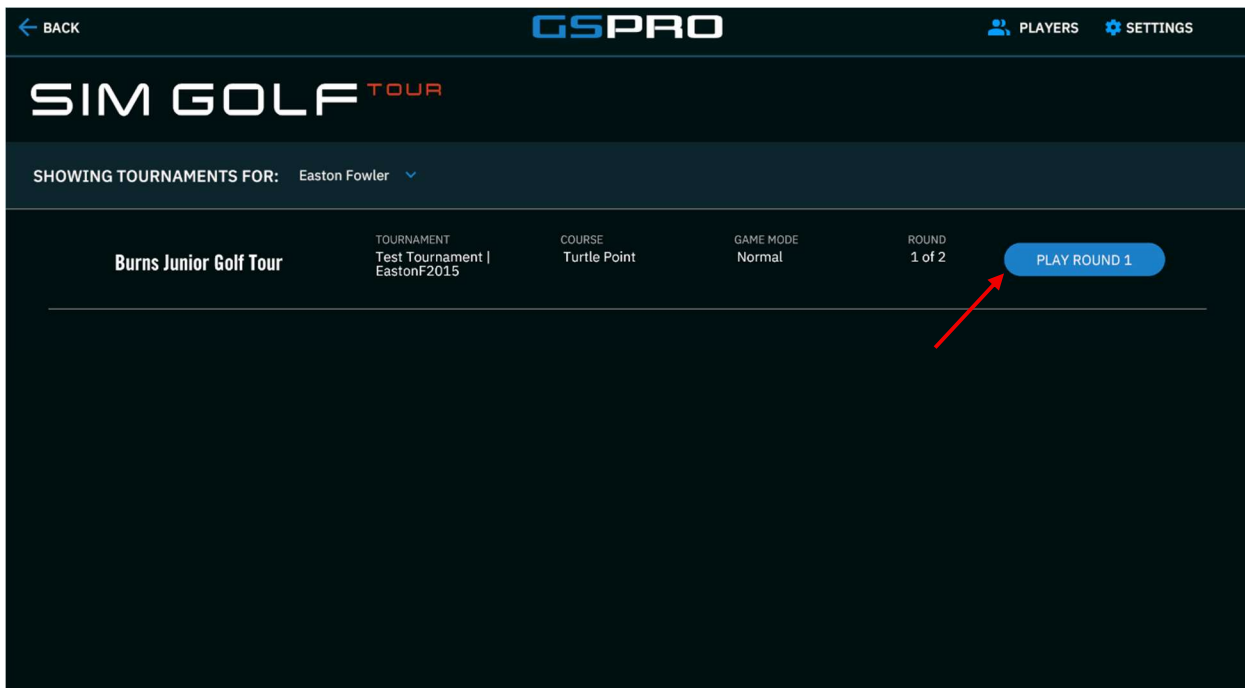 BACK
GSPRO
PLAYERS
SETTINGS
SIM GOLF TOUR
SHOWING TOURNAMENTS FOR: Easton Fowler
Burns Junior Golf Tour
TOURNAMENT
Test Tournament |
EastonF2015
COURSE
Turtle Point
GAME MODE
Normal
ROUND
1 of 2
PLAY ROUND 1